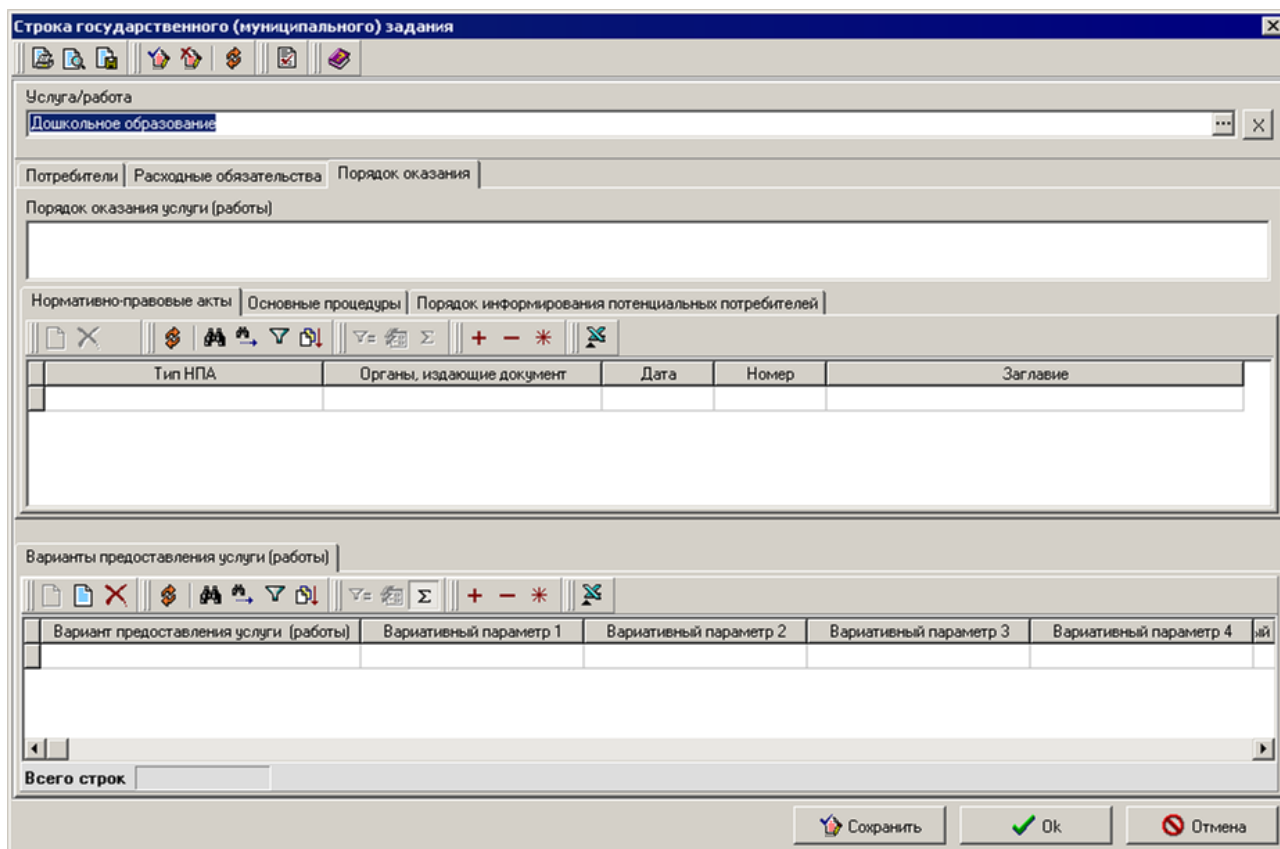 Строка государственного (муниципального) задания
Услуга/работа
Дошкольное образование
Потребители Расходные обязательства Порядок оказания
Порядок оказания услуги (работы)
Нормативно-правовые акты Основные процедуры Порядок информирования потенциальных потребителей
Тип НПА Органы, издающие документ Дата Номер Заглавие
Варианты предоставления услуги (работы)
Вариант предоставления услуги (работы) Вариативный параметр 1 Вариативный параметр 2 Вариативный параметр 3 Вариативный параметр 4 ый
Всего строк
Сохранить Ok Отмена